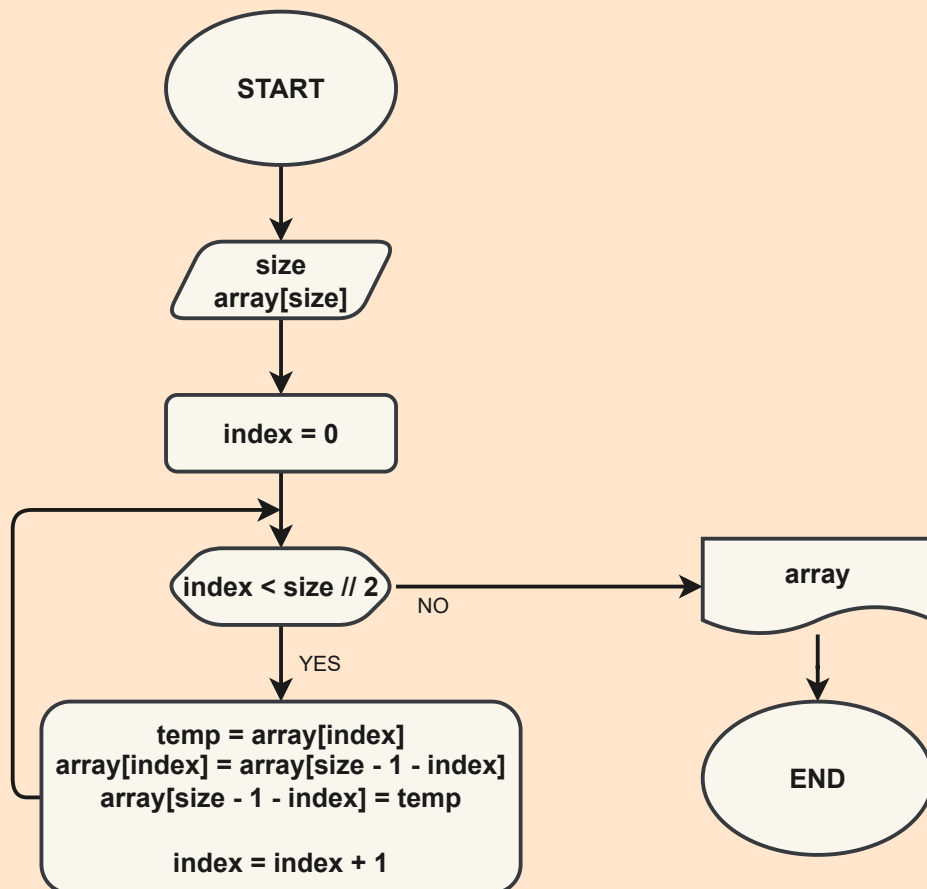 START
size
array[size]
index = 0
index < size // 2
NO
YES
array
temp = array[index]
array[index] = array[size - 1 - index]
array[size - 1 - index] = temp
index = index + 1
END